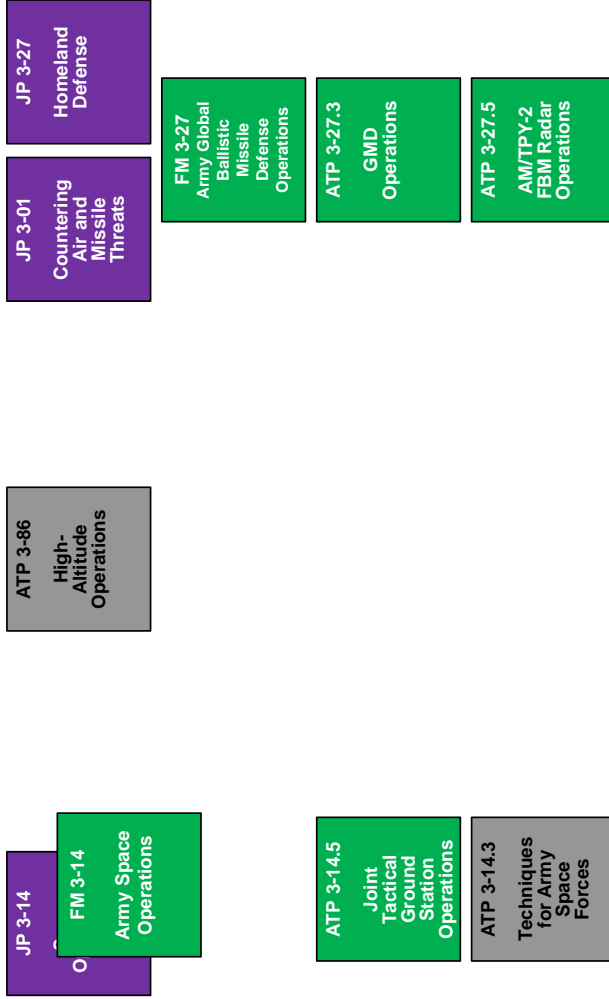 JP 3-14
FM 3-14
Army Space
Operations
ATP 3-86
High-
Altitude
Operations
JP 3-01
Countering
Air and
Missile
Threats
JP 3-27
Homeland
Defense
FM 3-27
Army Global
Ballistic
Missile
Defense
Operations
ATP 3-14.5
Joint
Tactical
Ground
Station
Operations
ATP 3-27.3
GMD
Operations
ATP 3-14.3
Techniques
for Army
Space
Forces
ATP 3-27.5
AM/TPY-2
FBM Radar
Operations